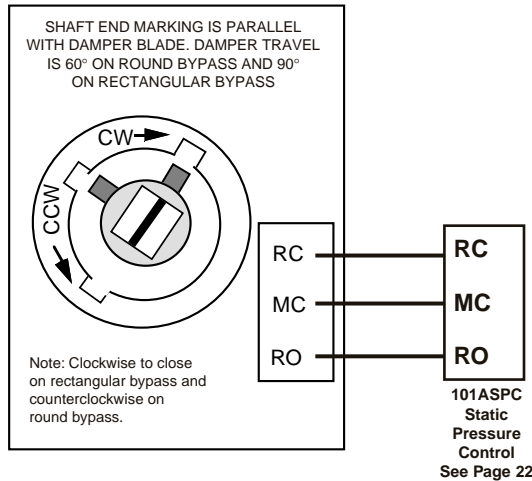 SHAFT END MARKING IS PARALLEL
WITH DAMPER BLADE. DAMPER TRAVEL
IS 60° ON ROUND BYPASS AND 90°
ON RECTANGULAR BYPASS
CW
CCW
RC
MC
RO
RC
MC
RO
Note: Clockwise to close
on rectangular bypass and
counterclockwise on
round bypass.
101ASPC
Static
Pressure
Control
See Page 22